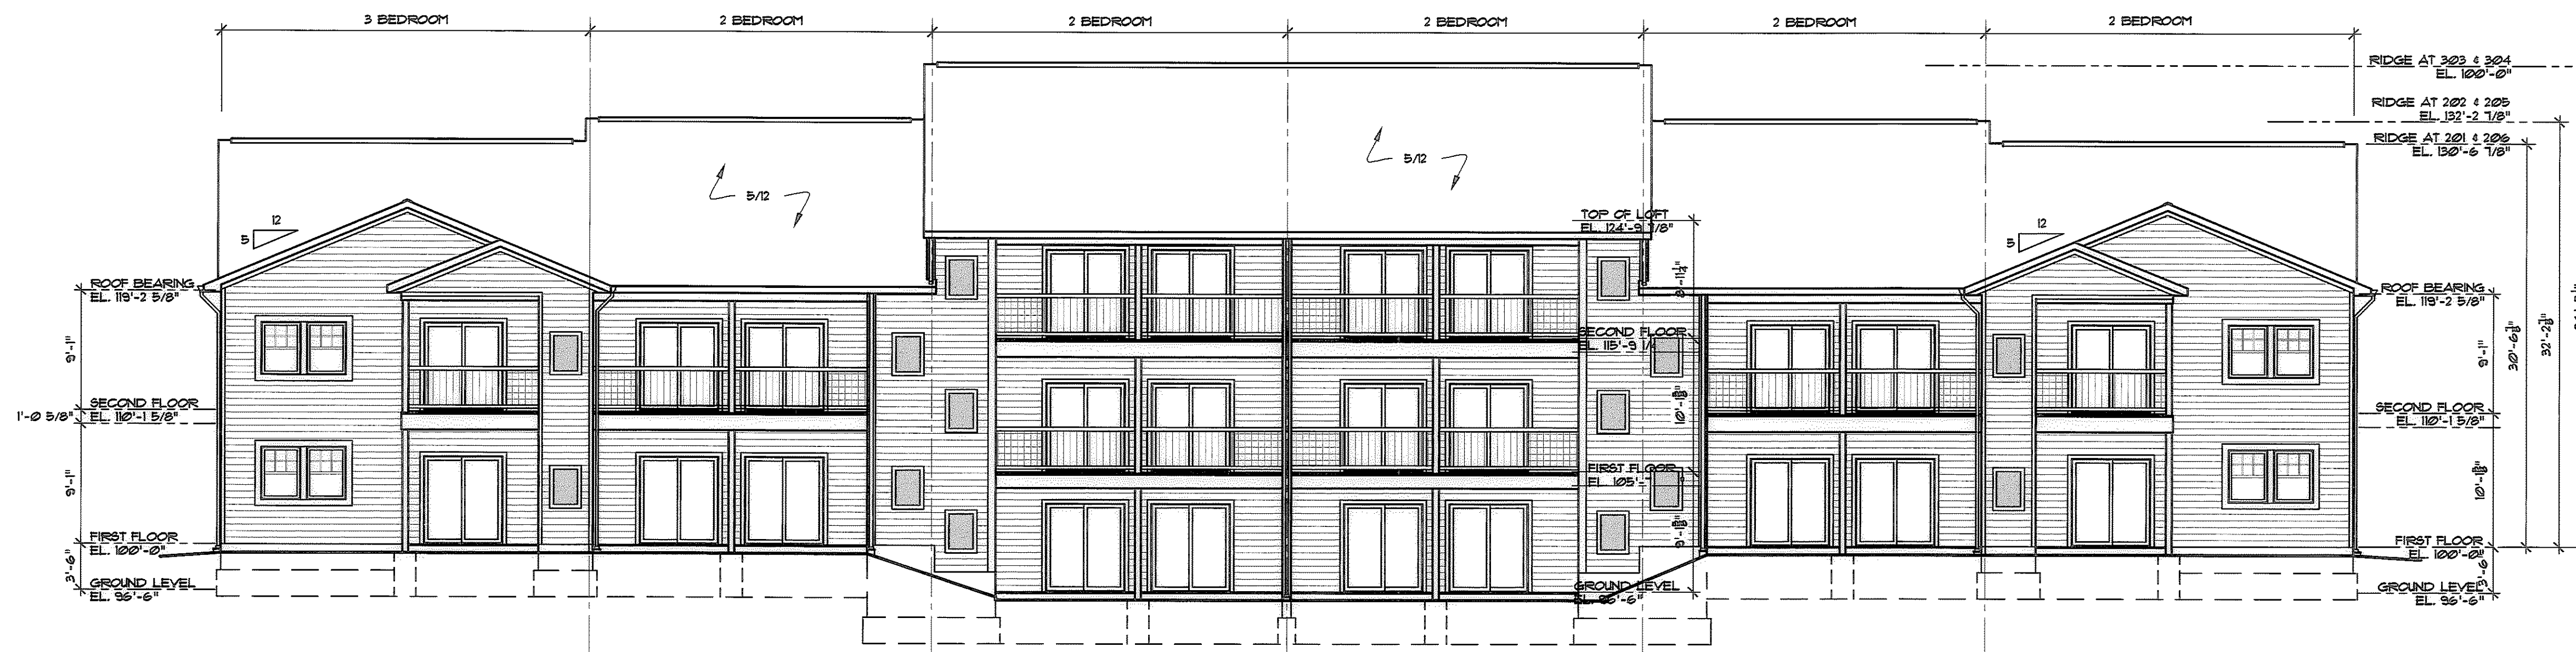 3 BEDROOM
2 BEDROOM
2 BEDROOM
2 BEDROOM
2 BEDROOM
2 BEDROOM
RIDGE AT 303 & 304
EL. 100'-0"
RIDGE AT 202 & 205
EL. 132'-2 7/8"
RIDGE AT 201 & 206
EL. 130'-6 7/8"
5/12
5/12
12
5
12
5
TOP OF LOFT
EL. 124'-9 7/8"
ROOF BEARING
EL. 119'-2 5/8"
9'-1"
SECOND FLOOR
1'-0 5/8"
EL. 110'-1 5/8"
9'-1"
FIRST FLOOR
EL. 100'-0"
3'-6"
GROUND LEVEL
EL. 96'-6"
SECOND FLOOR
EL. 115'-9 1/4
FIRST FLOOR
EL. 105'-
GROUND LEVEL
EL. 96'-6"
ROOF BEARING
EL. 119'-2 5/8"
9'-1"
SECOND FLOOR
EL. 110'-1 5/8"
FIRST FLOOR
EL. 100'-0"
3'-6"
GROUND LEVEL
EL. 96'-6"